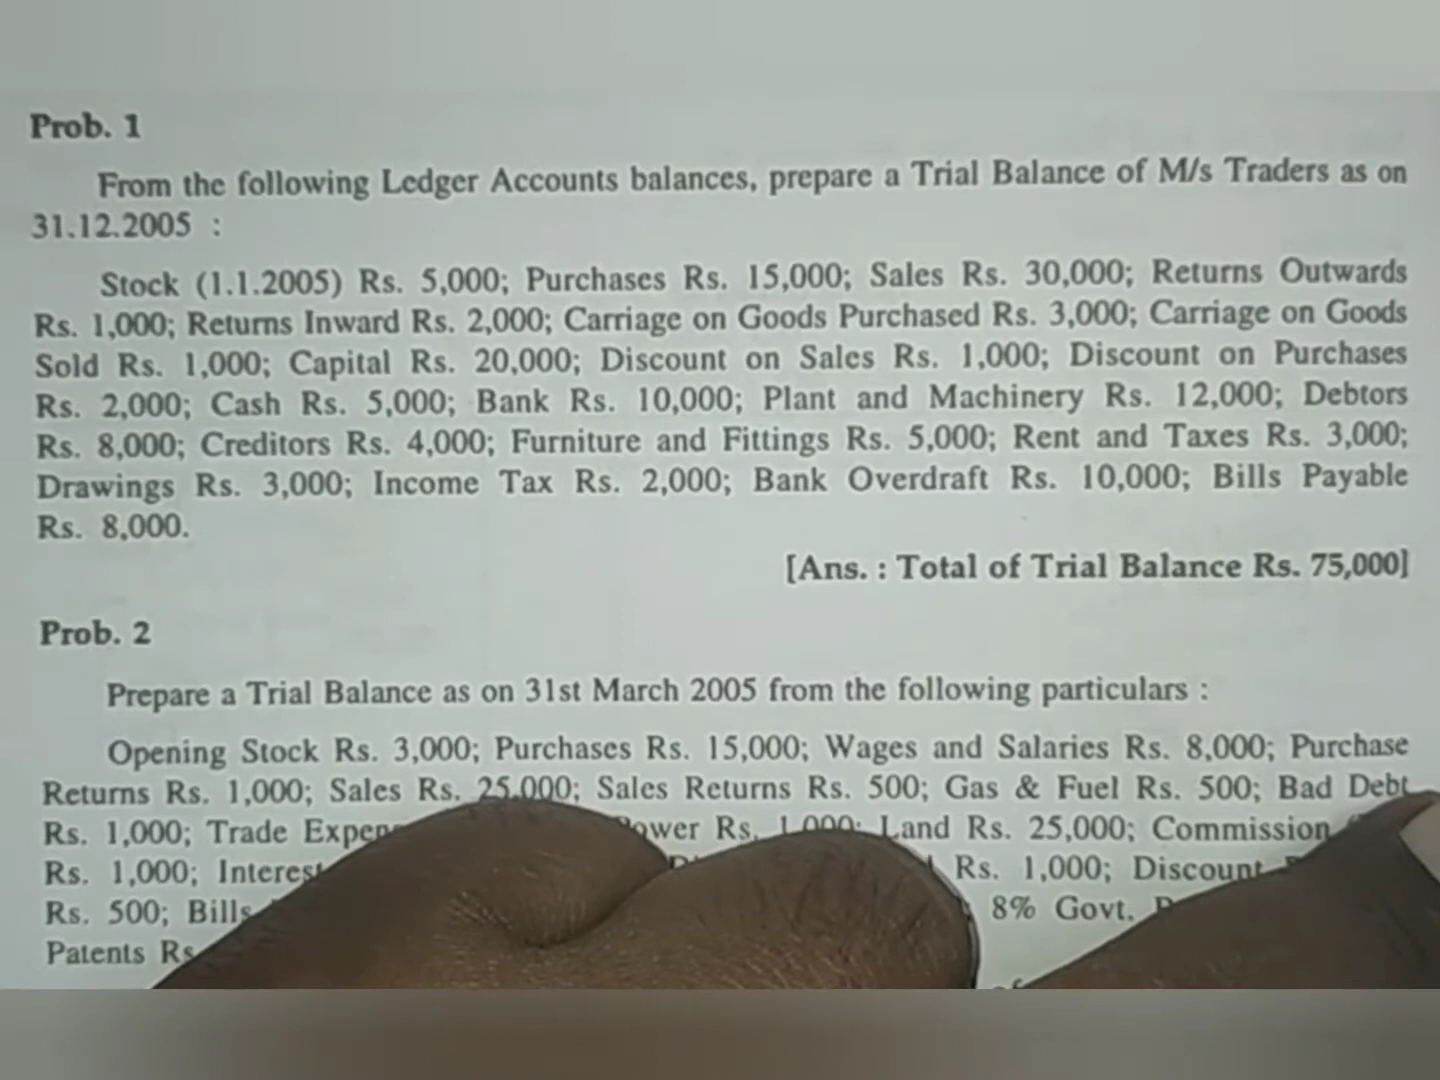 Prob. 1
From the following Ledger Accounts balances, prepare a Trial Balance of M/s Traders as on
31.12.2005 :
Stock (1.1.2005) Rs. 5,000; Purchases Rs. 15,000; Sales Rs. 30,000; Returns Outwards
Rs. 1,000; Returns Inward Rs. 2,000; Carriage on Goods Purchased Rs. 3,000; Carriage on Goods
Sold Rs. 1,000; Capital Rs. 20,000; Discount on Sales Rs. 1,000; Discount on Purchases
Rs. 2,000; Cash Rs. 5,000; Bank Rs. 10,000; Plant and Machinery Rs. 12,000; Debtors
Rs. 8,000; Creditors Rs. 4,000; Furniture and Fittings Rs. 5,000; Rent and Taxes Rs. 3,000;
Drawings Rs. 3,000; Income Tax Rs. 2,000; Bank Overdraft Rs. 10,000; Bills Payable
Rs. 8,000.
[Ans. : Total of Trial Balance Rs. 75,000]
Prob. 2
Prepare a Trial Balance as on 31st March 2005 from the following particulars :
Opening Stock Rs. 3,000; Purchases Rs. 15,000; Wages and Salaries Rs. 8,000; Purchase
Returns Rs. 1,000; Sales Rs. 25,000; Sales Returns Rs. 500; Gas & Fuel Rs. 500; Bad Debt
Rs. 1,000; Trade Rs. 1,000; Land Rs. 25,000; Commission
Rs. 1,000; Rs. 1,000; Discount
Rs. 500; Bills 8% Govt.
Patents